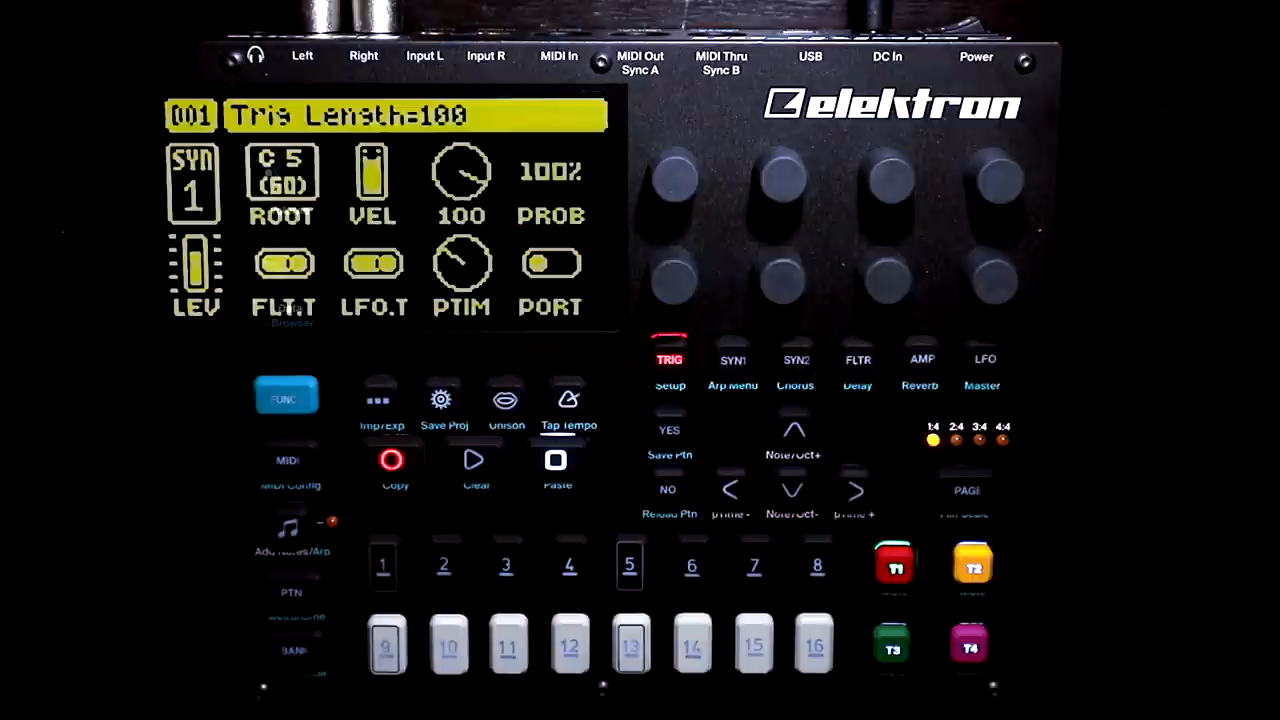 Left Right Input L Input R MIDI In MIDI Out MIDI Thru USB DC In Power
Sync A Sync B
elektron
D01 Trig Length=100
SYN C 5 100%
1 (60)
ROOT VEL 100 PROB
LEV FLT.T LFO.T PTIM PORT
Browser
TRIG SYN1 SYN2 FLTR AMP LFO
Setup Arp Menu Chorus Delay Reverb Master
FUNC
Imp/Exp Save Proj Unison Tap Tempo
1:4 2:4 3:4 4:4
YES
Save Ptn Note/Oct+
MIDI
MIDI Config Copy Clear Paste
NO PAGE
Reload Ptn pTime - Note/Oct- pTime +
Add Notes/Arp
1 2 3 4 5 6 7 8 T1 T2
PTN
Metronome
9 10 11 12 13 14 15 16 T3 T4
BANK